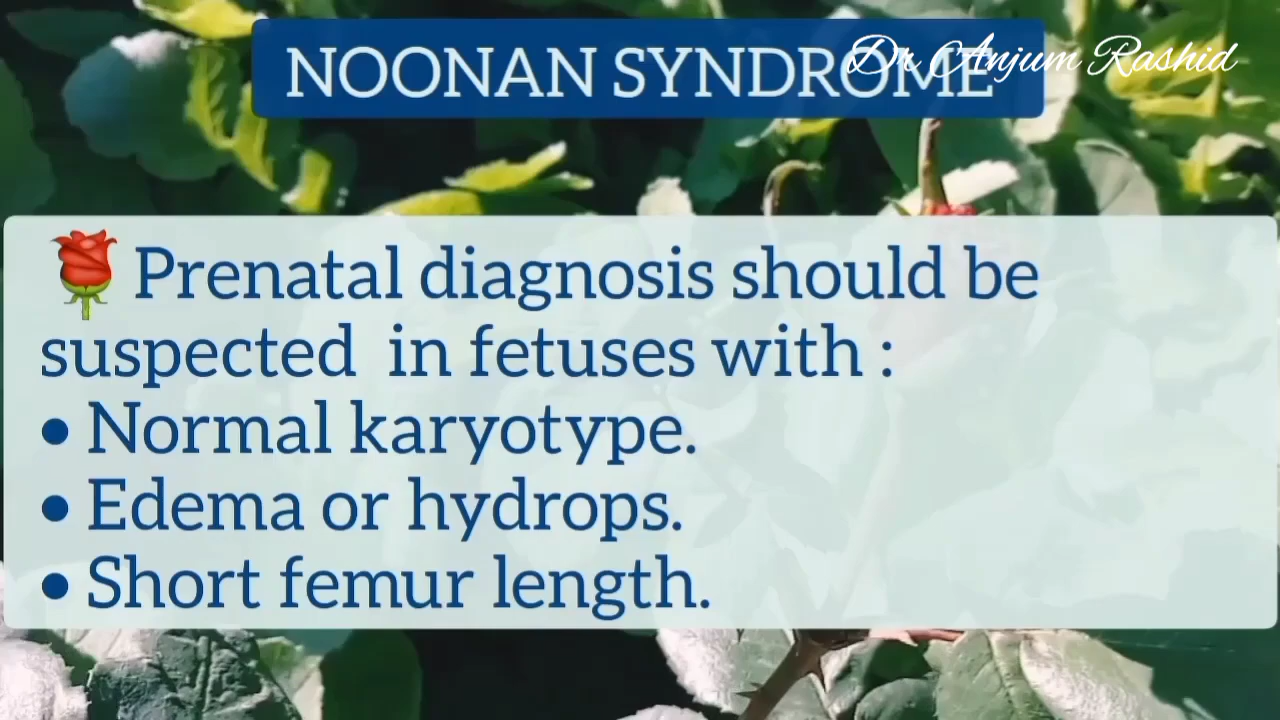 NOONAN SYNDROME
Dr Anjum Rashid
🌹 Prenatal diagnosis should be
suspected in fetuses with :
• Normal karyotype.
• Edema or hydrops.
• Short femur length.